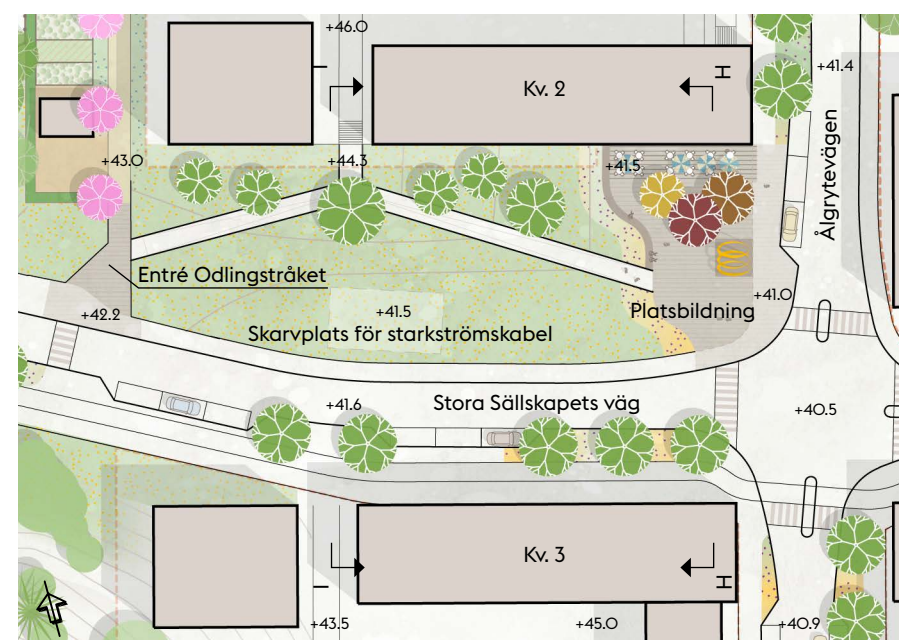 +46.0
I
Kv. 2
H
+41.4
Ålgrytevägen
+43.0
+44.3
+41.5
Entré Odlingstråket
+41.0
+42.2
+41.5
Platsbildning
Skarvplats för starkströmskabel
+41.6
Stora Sällskapets väg
+40.5
Kv. 3
I
H
+43.5
+45.0
+40.9